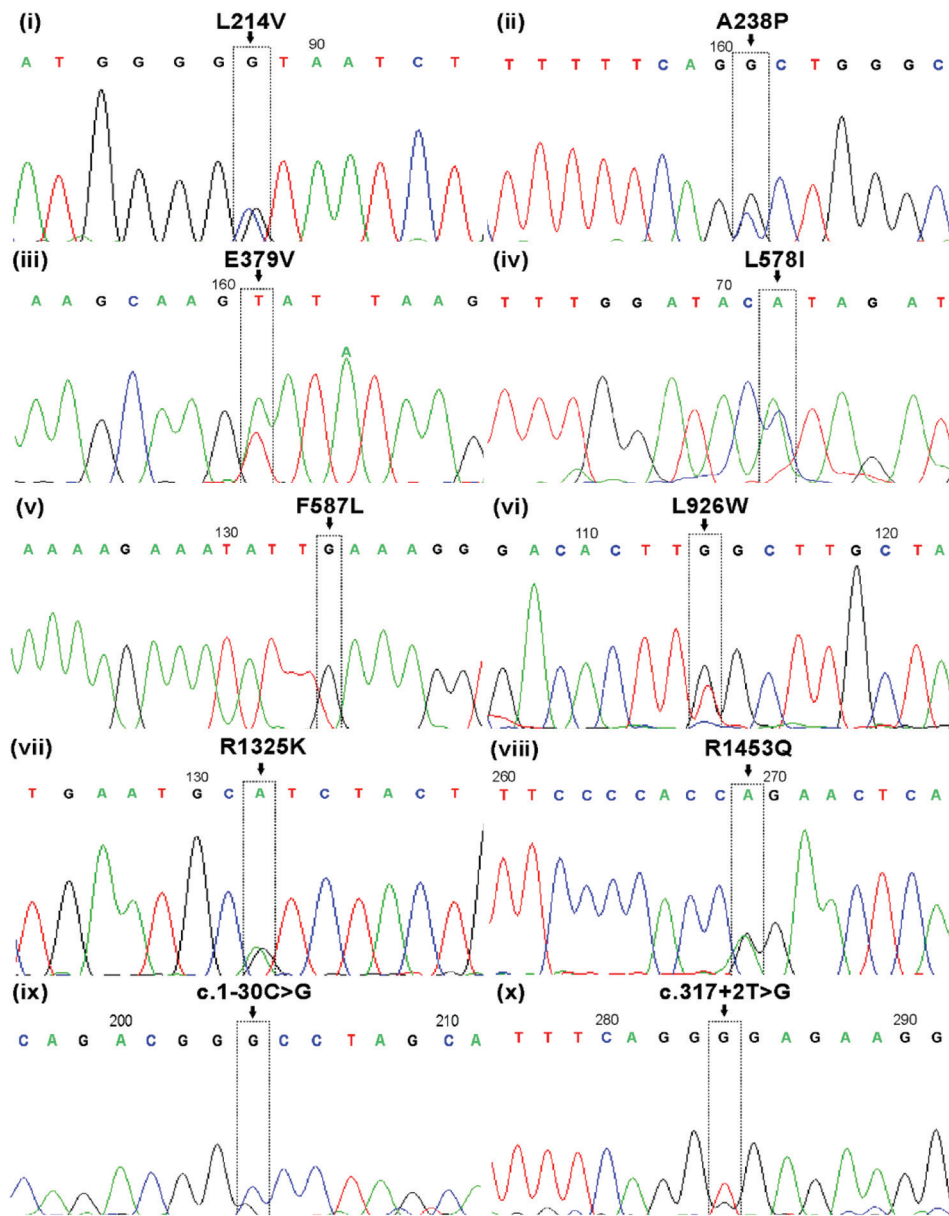 (i) L214V
90
A T G G G G G T A A T C T
(ii) A238P
160
T T T T T C A G G C T G G G C
(iii) E379V
160
A A G C A A G T A T T A A G
A
(iv) L578I
70
T T T G G A T A C A T A G A T
(v) F587L
130
A A A A G A A A T A T T G A A A G G
(vi) L926W
110 120
G A C A C T T G G C T T G C T A
(vii) R1325K
130
T G A A T G C A T C T A C T
(viii) R1453Q
260 270
T T C C C C A C C A G A A C T C A
(ix) c.1-30C>G
200 210
C A G A C G G G C C T A G C A
(x) c.317+2T>G
280 290
T T T C A G G G G A G A A G G